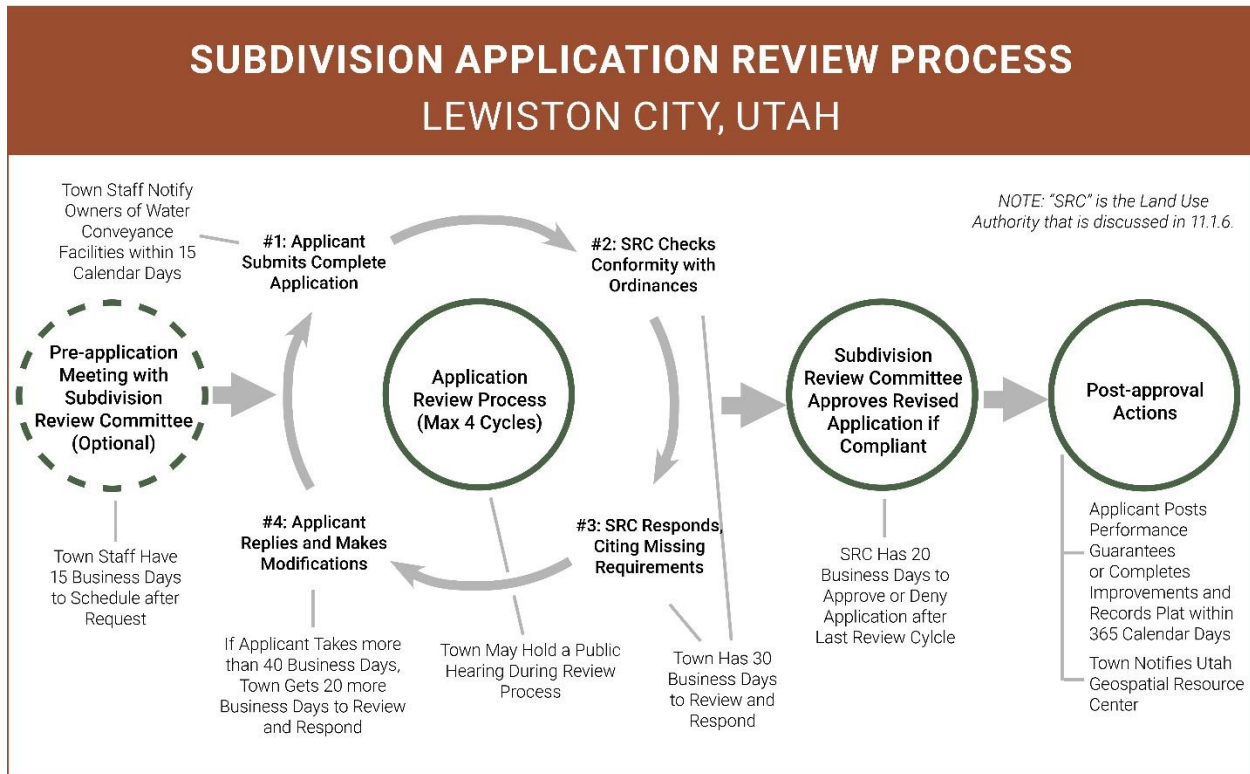 SUBDIVISION APPLICATION REVIEW PROCESS
LEWISTON CITY, UTAH
Town Staff Notify
Owners of Water
Conveyance
Facilities within 15
Calendar Days
NOTE: “SRC” is the Land Use
Authority that is discussed in 11.1.6.
#1: Applicant
Submits Complete
Application
#2: SRC Checks
Conformity with
Ordinances
Pre-application
Meeting with
Subdivision
Review Committee
(Optional)
Application
Review Process
(Max 4 Cycles)
Subdivision
Review Committee
Approves Revised
Application if
Compliant
Post-approval
Actions
#4: Applicant
Replies and Makes
Modifications
#3: SRC Responds,
Citing Missing
Requirements
Town Staff Have
15 Business Days
to Schedule after
Request
If Applicant Takes more
than 40 Business Days,
Town Gets 20 more
Business Days to Review
and Respond
Town May Hold a Public
Hearing During Review
Process
Town Has 30
Business Days
to Review and
Respond
SRC Has 20
Business Days to
Approve or Deny
Application after
Last Review Cylcle
Applicant Posts
Performance
Guarantees
or Completes
Improvements and
Records Plat within
365 Calendar Days
Town Notifies Utah
Geospatial Resource
Center